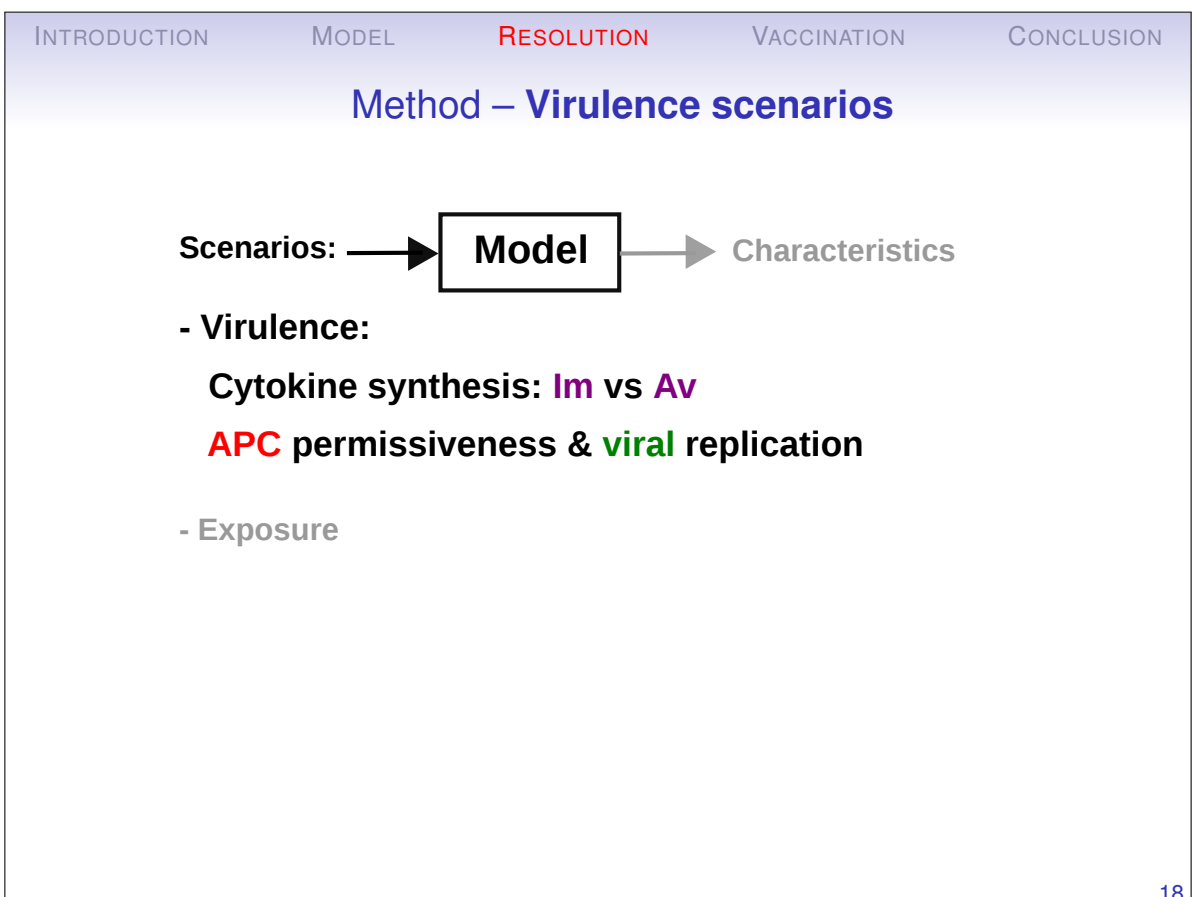 INTRODUCTION MODEL RESOLUTION VACCINATION CONCLUSION
Method – Virulence scenarios
Scenarios: Model Characteristics
- Virulence:
Cytokine synthesis: Im vs Av
APC permissiveness & viral replication
- Exposure
18